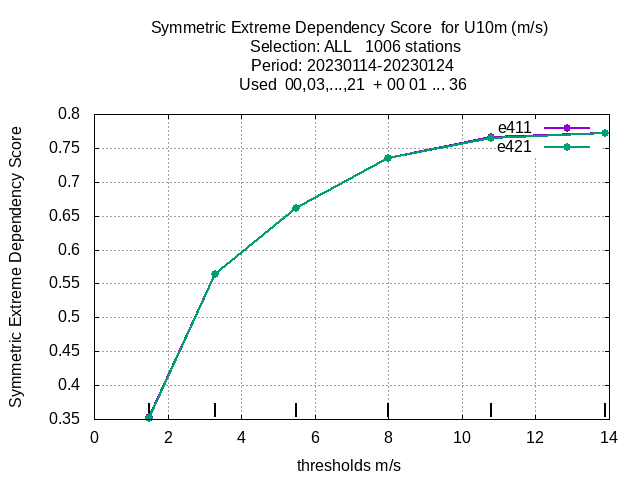 Symmetric Extreme Dependency Score  for U10m (m/s)
Selection: ALL   1006 stations
Period: 20230114-20230124
Used  00,03,...,21  + 00 01 ... 36
Symmetric Extreme Dependency Score
0.8
0.75
0.7
0.65
0.6
0.55
0.5
0.45
0.4
0.35
e411
e421
0 2 4 6 8 10 12 14
thresholds m/s